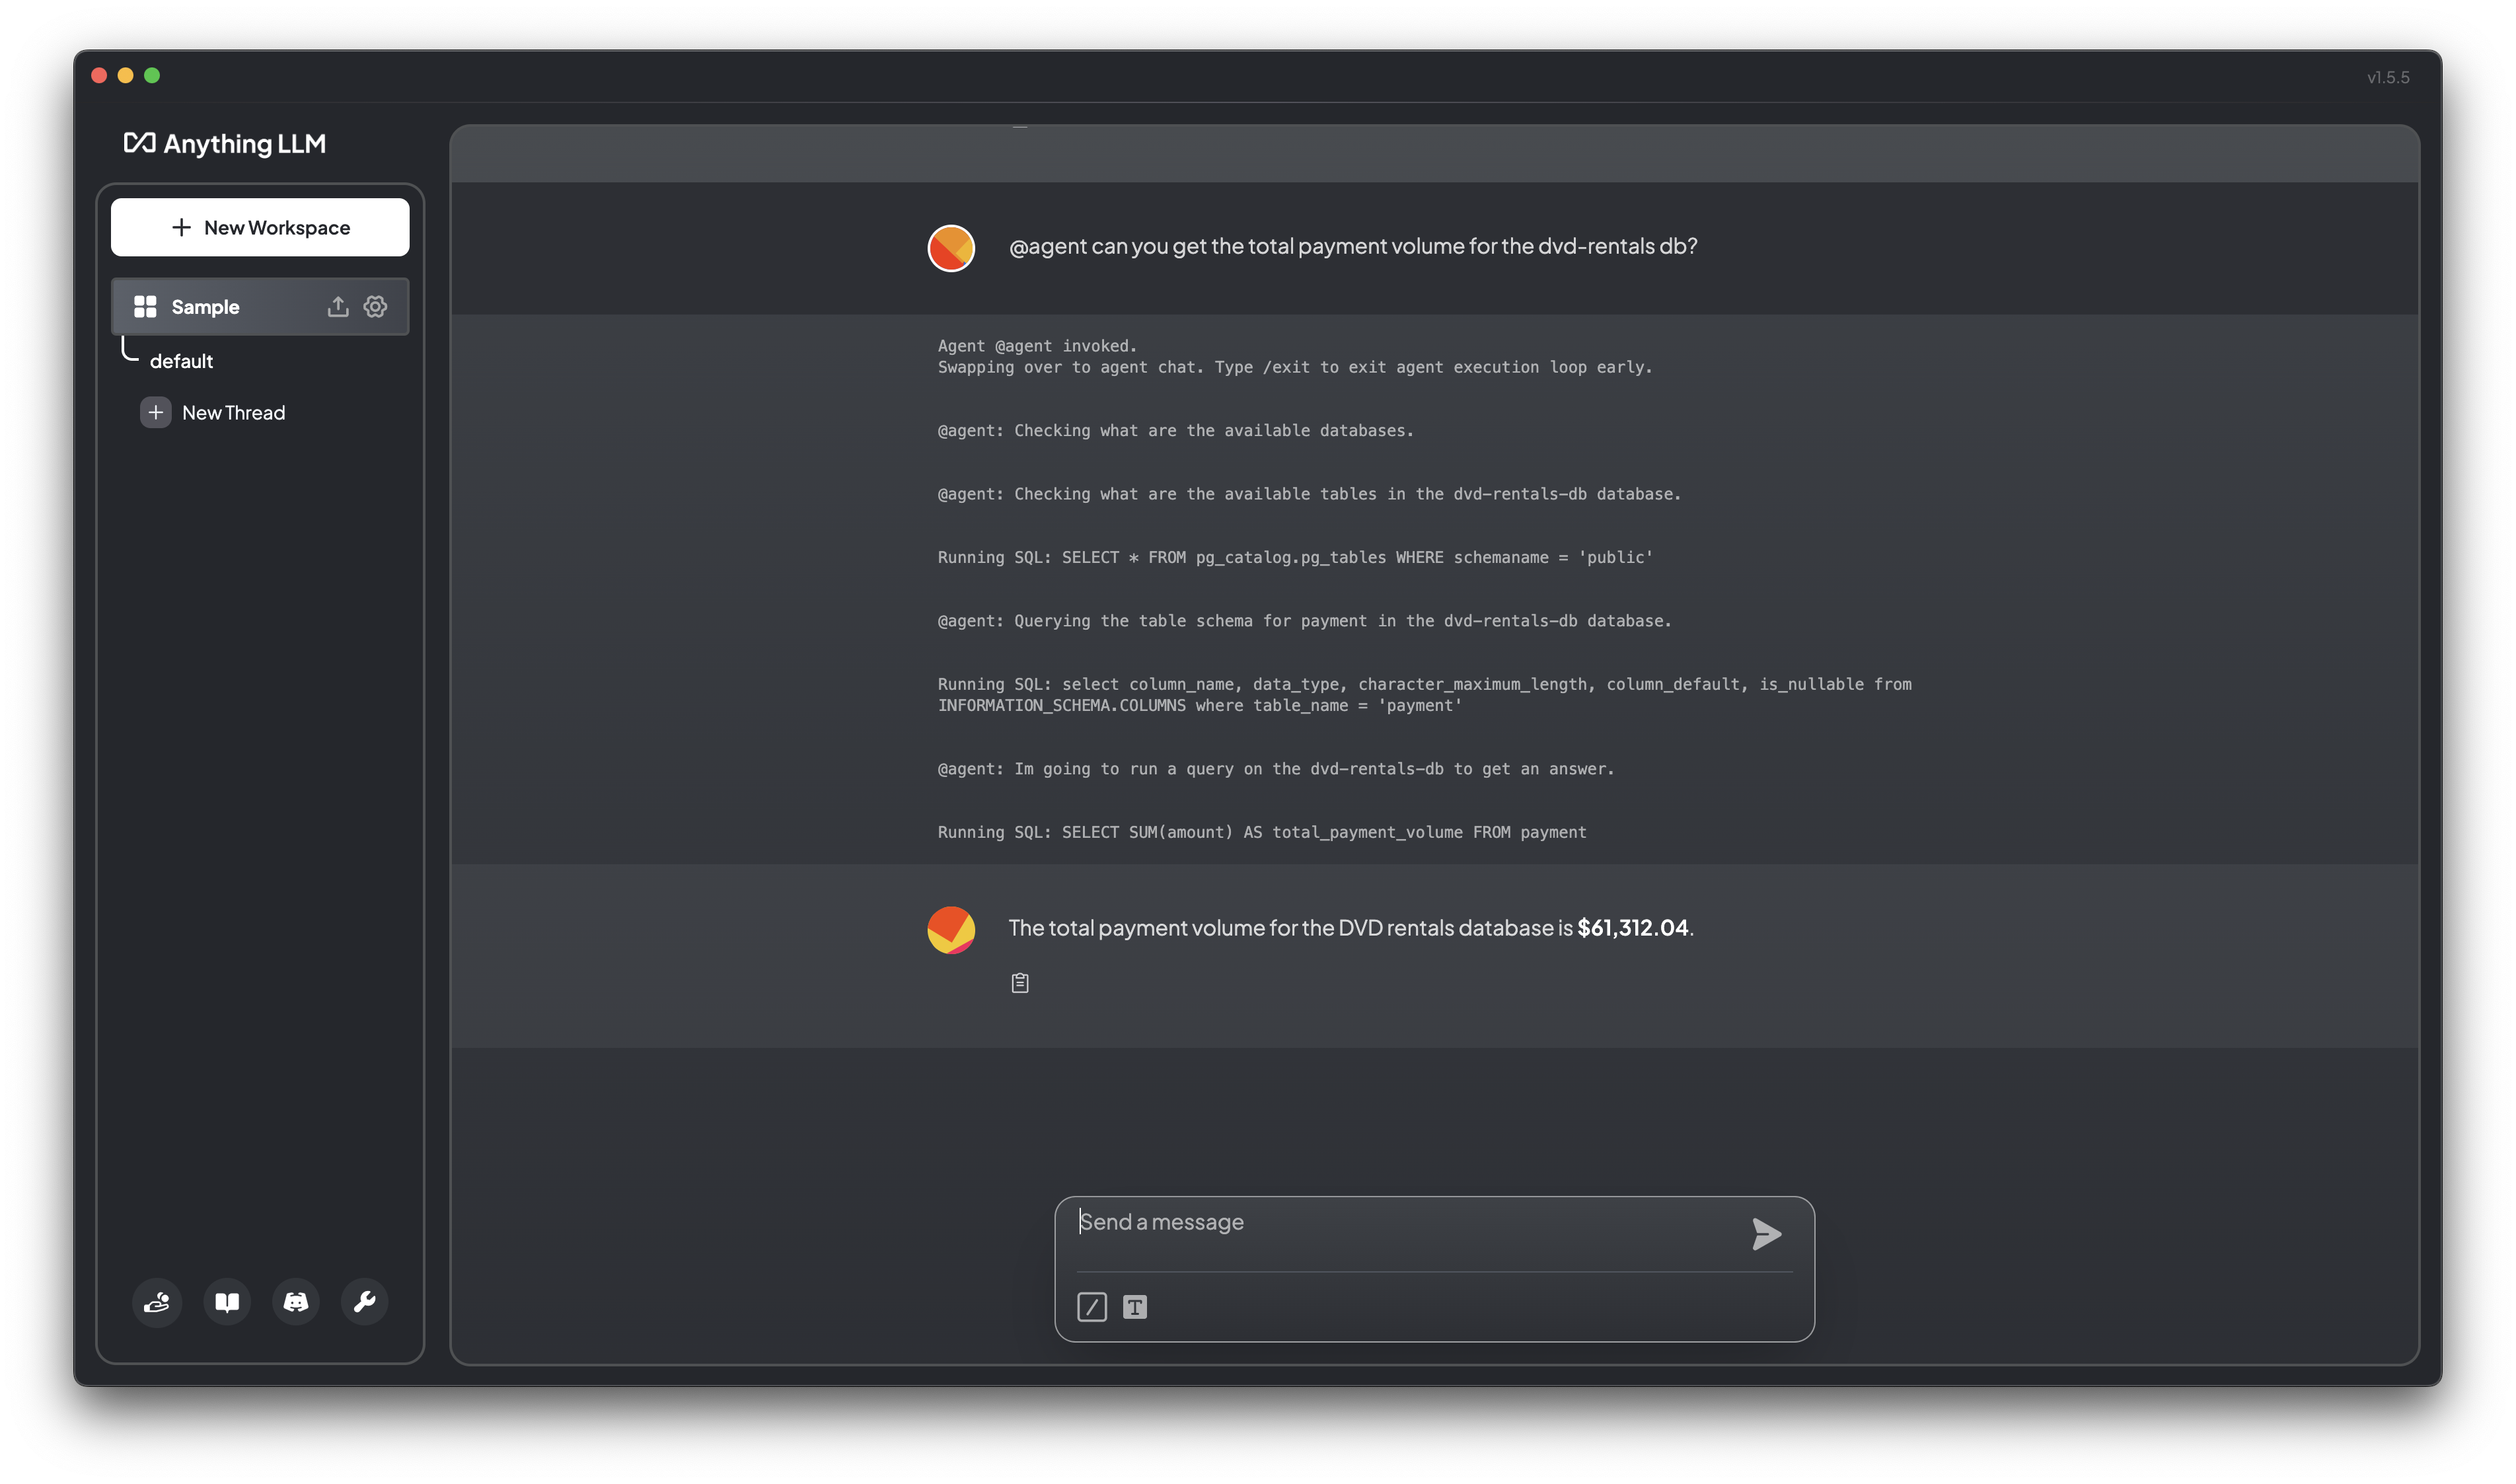 v1.5.5
Anything LLM
New Workspace
Sample
default
New Thread
@agent can you get the total payment volume for the dvd-rentals db?
Agent @agent invoked.
Swapping over to agent chat. Type /exit to exit agent execution loop early.
@agent: Checking what are the available databases.
@agent: Checking what are the available tables in the dvd-rentals-db database.
Running SQL: SELECT * FROM pg_catalog.pg_tables WHERE schemaname = 'public'
@agent: Querying the table schema for payment in the dvd-rentals-db database.
Running SQL: select column_name, data_type, character_maximum_length, column_default, is_nullable from
INFORMATION_SCHEMA.COLUMNS where table_name = 'payment'
@agent: Im going to run a query on the dvd-rentals-db to get an answer.
Running SQL: SELECT SUM(amount) AS total_payment_volume FROM payment
The total payment volume for the DVD rentals database is $61,312.04.
Send a message